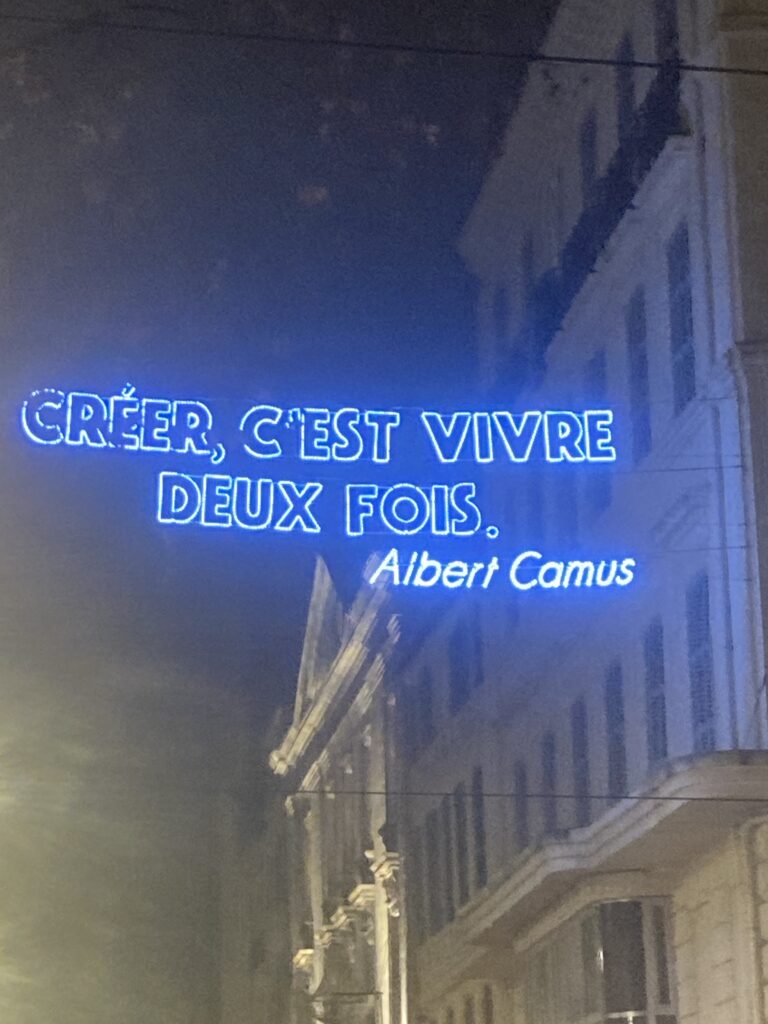 CRÉER, C'EST VIVRE
DEUX FOIS.
Albert Camus